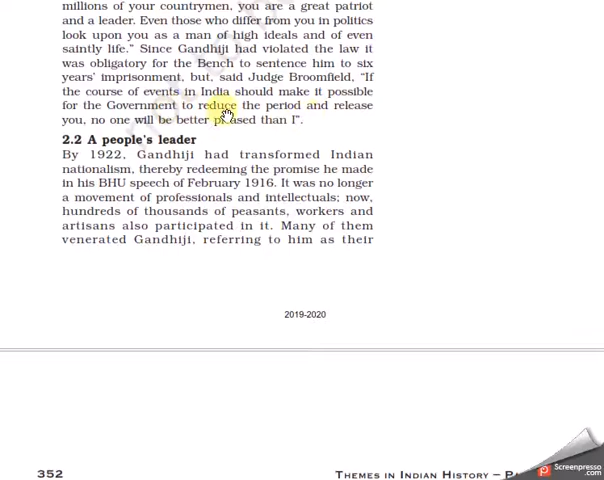 millions of your countrymen, you are a great patriot
and a leader. Even those who differ from you in politics
look upon you as a man of high ideals and of even
saintly life." Since Gandhiji had violated the law it
was obligatory for the Bench to sentence him to six
years' imprisonment, but, said Judge Broomfield, "If
the course of events in India should make it possible
for the Government to reduce the period and release
you, no one will be better pleased than I".
2.2 A people's leader
By 1922, Gandhiji had transformed Indian
nationalism, thereby redeeming the promise he made
in his BHU speech of February 1916. It was no longer
a movement of professionals and intellectuals; now,
hundreds of thousands of peasants, workers and
artisans also participated in it. Many of them
venerated Gandhiji, referring to him as their
2019-2020
352
Themes in Indian History –
Screenpresso
.com